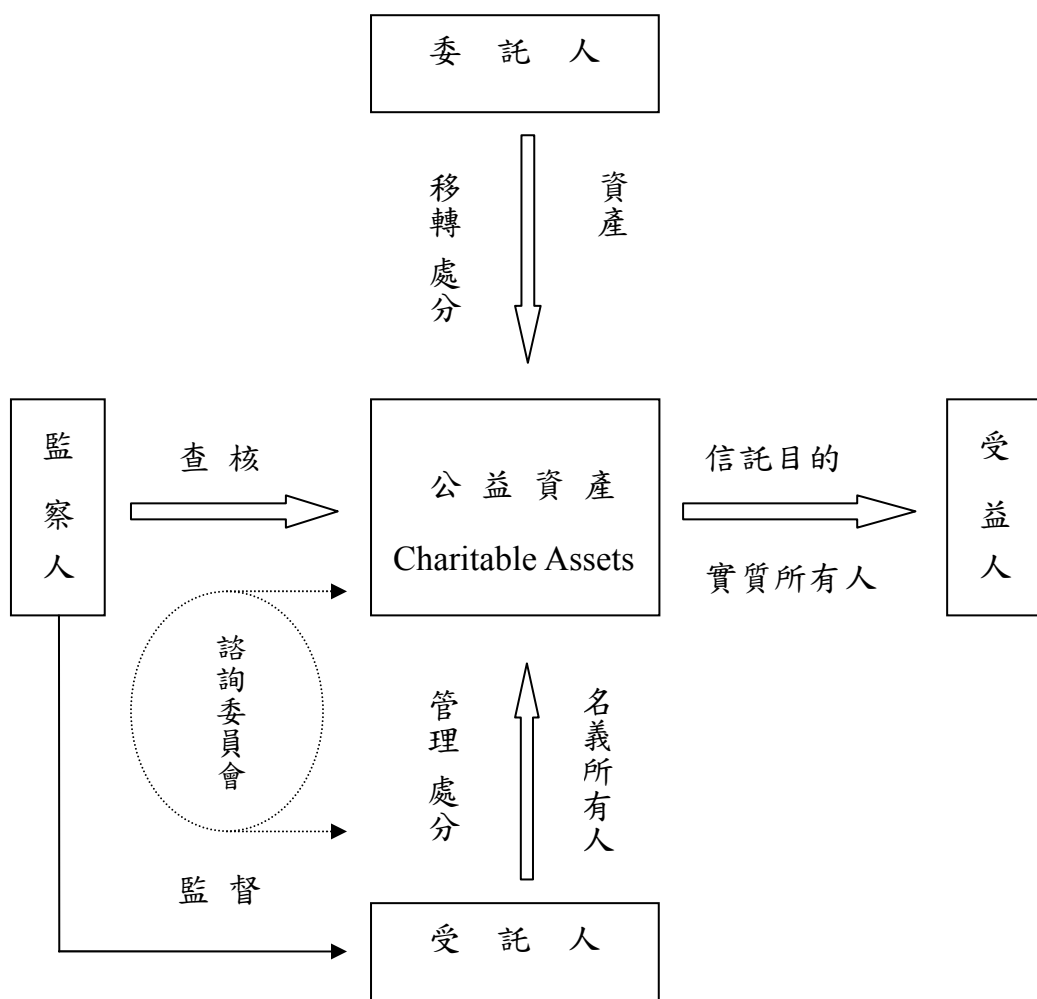 委託人
移轉處分
資產
監察人
查核
公益資產
Charitable Assets
信託目的
實質所有人
受益人
諮詢委員會
管理處分
名義所有人
監督
受託人